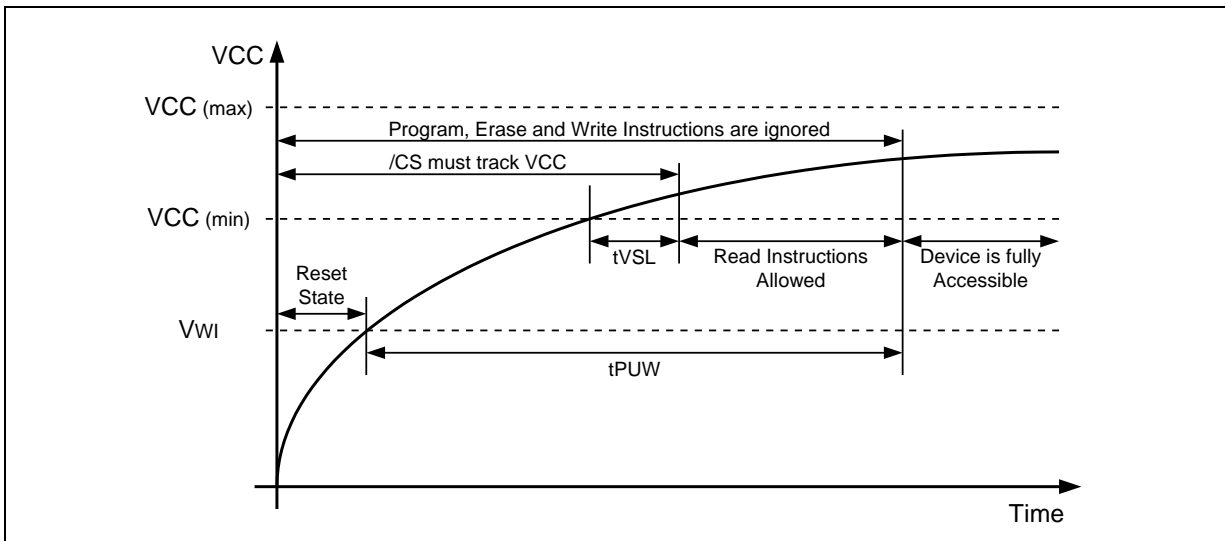 VCC
VCC (max)
Program, Erase and Write Instructions are ignored
/CS must track VCC
VCC (min)
tVSL
Read Instructions
Allowed
Device is fully
Accessible
Reset
State
VWI
tPUW
Time